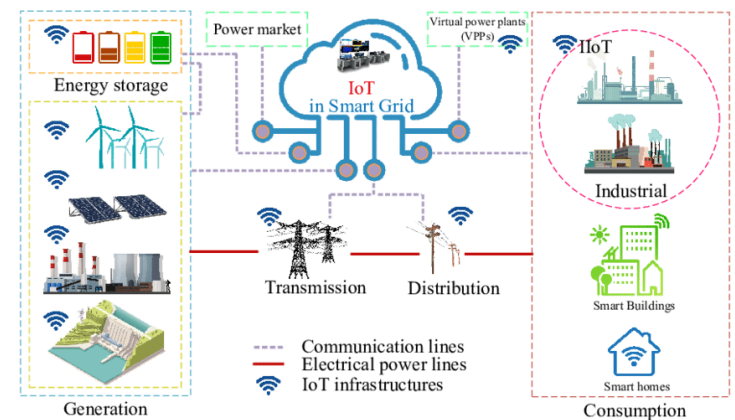 Power market
Virtual power plants
(VPPs)
IIoT
Energy storage
IoT
in Smart Grid
Industrial
Transmission
Distribution
Smart Buildings
Communication lines
Electrical power lines
IoT infrastructures
Smart homes
Generation
Consumption